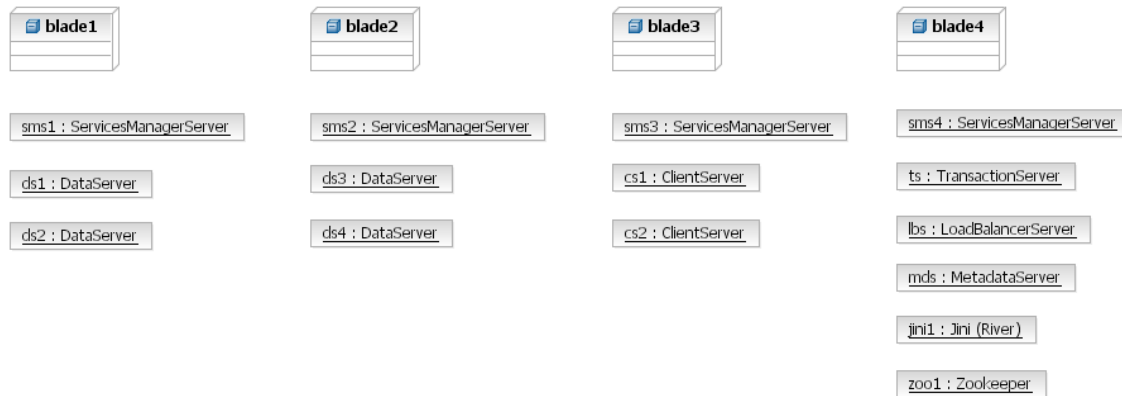 blade1
sms1 : ServicesManagerServer
ds1 : DataServer
ds2 : DataServer
blade2
sms2 : ServicesManagerServer
ds3 : DataServer
ds4 : DataServer
blade3
sms3 : ServicesManagerServer
cs1 : ClientServer
cs2 : ClientServer
blade4
sms4 : ServicesManagerServer
ts : TransactionServer
lbs : LoadBalancerServer
mds : MetadataServer
jini1 : Jini (River)
zoo1 : Zookeeper